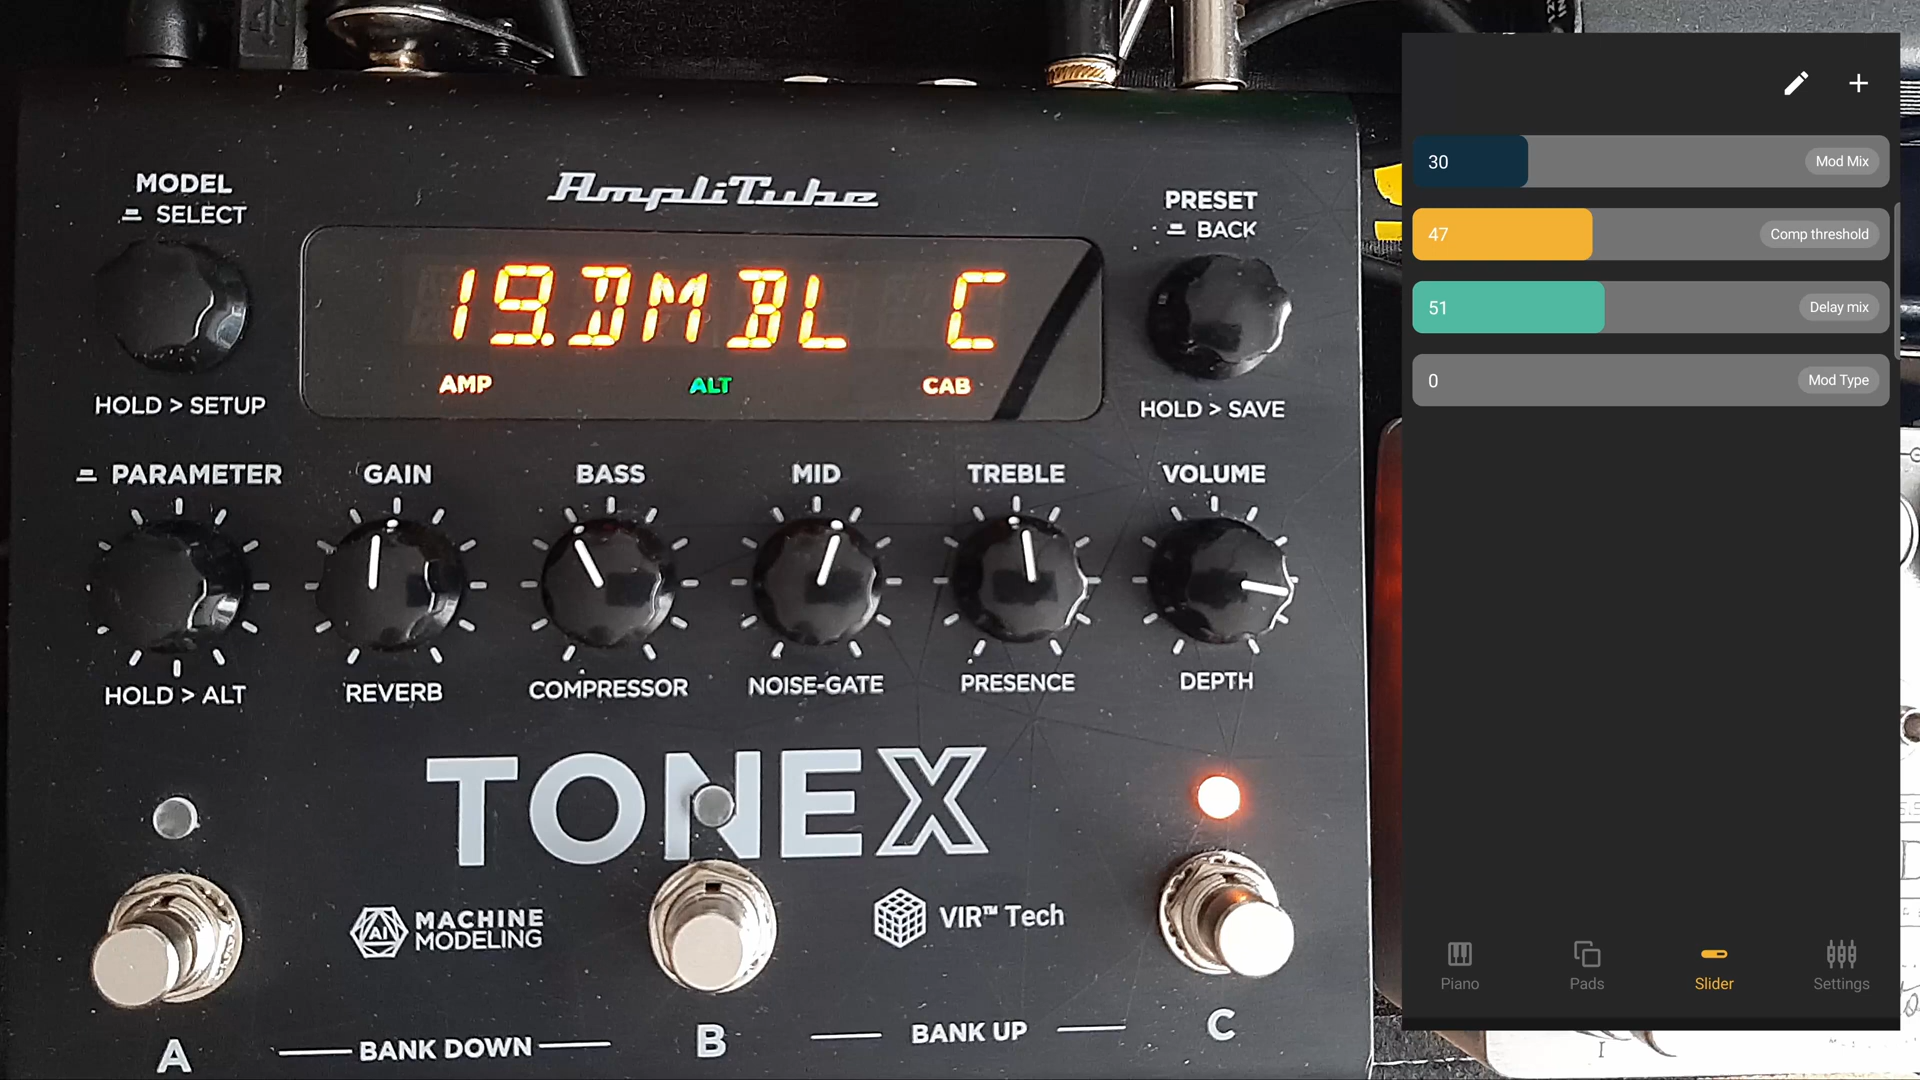 MODEL
SELECT
HOLD > SETUP
AmpliTube
19.DM BL C
AMP ALT CAB
PRESET
BACK
HOLD > SAVE
PARAMETER GAIN BASS MID TREBLE VOLUME
HOLD > ALT REVERB COMPRESSOR NOISE-GATE PRESENCE DEPTH
TONEX
AI MACHINE
MODELING
VIR™ Tech
A BANK DOWN B BANK UP C
30 Mod Mix
47 Comp threshold
51 Delay mix
0 Mod Type
Piano Pads Slider Settings